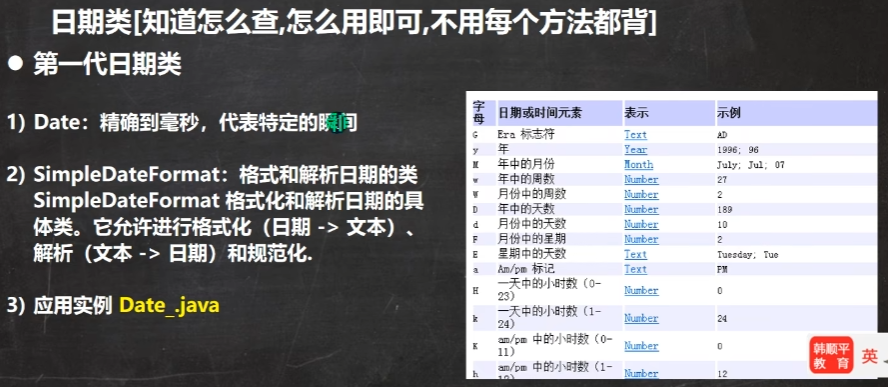 日期类[知道怎么查,怎么用即可,不用每个方法都背]
● 第一代日期类
1) Date：精确到毫秒，代表特定的瞬间
2) SimpleDateFormat：格式和解析日期的类
SimpleDateFormat 格式化和解析日期的具
体类。它允许进行格式化（日期 -> 文本）、
解析（文本 -> 日期）和规范化.
3) 应用实例 Date_.java
字母 日期或时间元素 表示 示例
G Era 标志符 Text AD
y 年 Year 1996; 96
M 年中的月份 Month July; Jul; 07
w 年中的周数 Number 27
W 月份中的周数 Number 2
D 年中的天数 Number 189
d 月份中的天数 Number 10
F 月份中的星期 Number 2
E 星期中的天数 Text Tuesday; Tue
a Am/pm 标记 Text PM
H 一天中的小时数（0-23） Number 0
k 一天中的小时数（1-24） Number 24
K am/pm 中的小时数（0-11） Number 0
h am/pm 中的小时数（1-12） Number 12
韩顺平
教 育
英